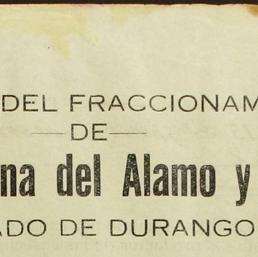 DEL FRACCIONAM
—DE—
na del Alamo y
ADO DE DURANGO